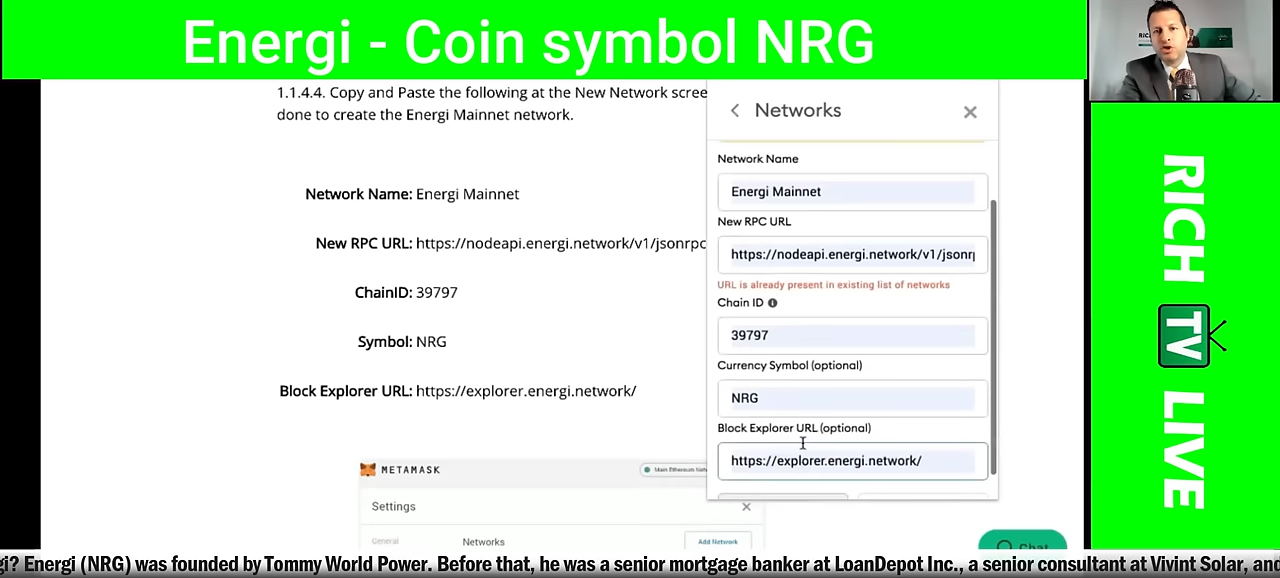 Energi - Coin symbol NRG
1.1.4.4. Copy and Paste the following at the New Network scree
done to create the Energi Mainnet network.
Network Name: Energi Mainnet
New RPC URL: https://nodeapi.energi.network/v1/jsonrpc
ChainID: 39797
Symbol: NRG
Block Explorer URL: https://explorer.energi.network/
METAMASK
Main Ethereum Netw
Settings
General
Networks
Add Network
Networks
Network Name
Energi Mainnet
New RPC URL
https://nodeapi.energi.network/v1/jsonrp
URL is already present in existing list of networks
Chain ID
39797
Currency Symbol (optional)
NRG
Block Explorer URL (optional)
https://explorer.energi.network/
Chat
RICH
TV
LIVE
gi? Energi (NRG) was founded by Tommy World Power. Before that, he was a senior mortgage banker at LoanDepot Inc., a senior consultant at Vivint Solar, and